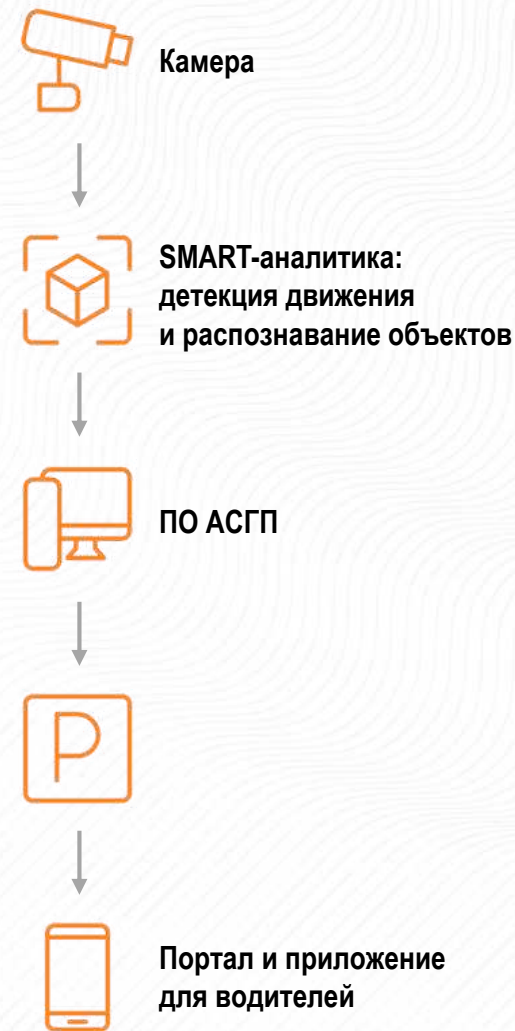 Камера
SMART-аналитика:
детекция движения
и распознавание объектов
ПО АСГП
P
Портал и приложение
для водителей